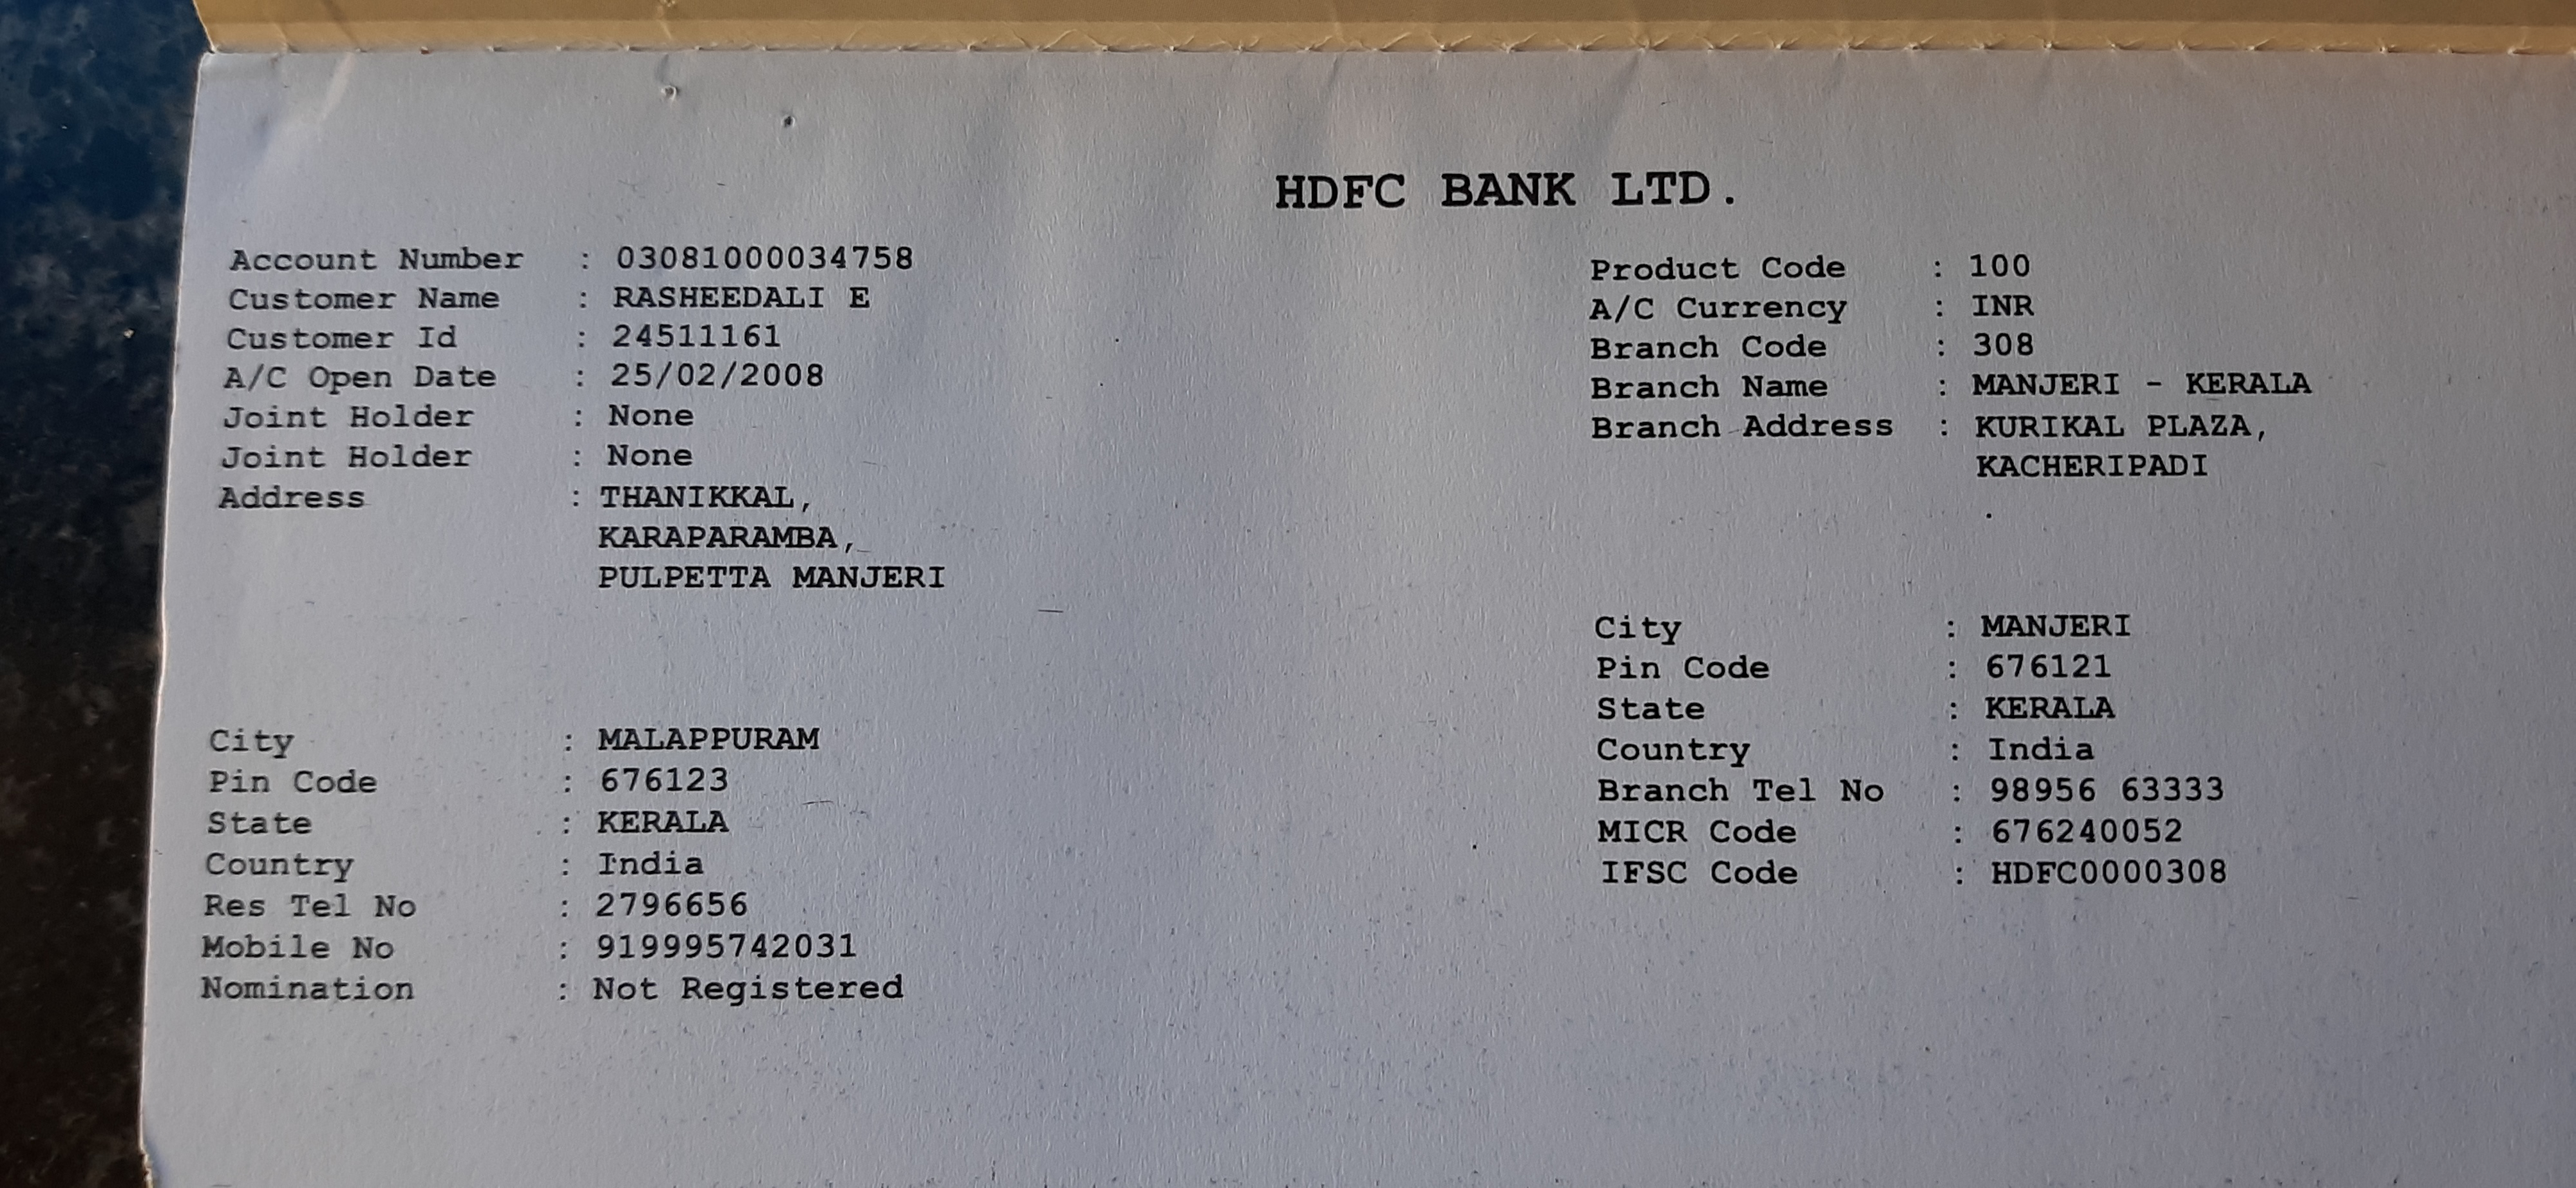 HDFC BANK LTD.
Account Number : 03081000034758
Customer Name : RASHEEDALI E
Customer Id : 24511161
A/C Open Date : 25/02/2008
Joint Holder : None
Joint Holder : None
Address : THANIKKAL,
KARAPARAMBA,
PULPETTA MANJERI
City : MALAPPURAM
Pin Code : 676123
State : KERALA
Country : India
Res Tel No : 2796656
Mobile No : 919995742031
Nomination : Not Registered
Product Code : 100
A/C Currency : INR
Branch Code : 308
Branch Name : MANJERI - KERALA
Branch Address : KURIKAL PLAZA,
KACHERIPADI
City : MANJERI
Pin Code : 676121
State : KERALA
Country : India
Branch Tel No : 98956 63333
MICR Code : 676240052
IFSC Code : HDFC0000308